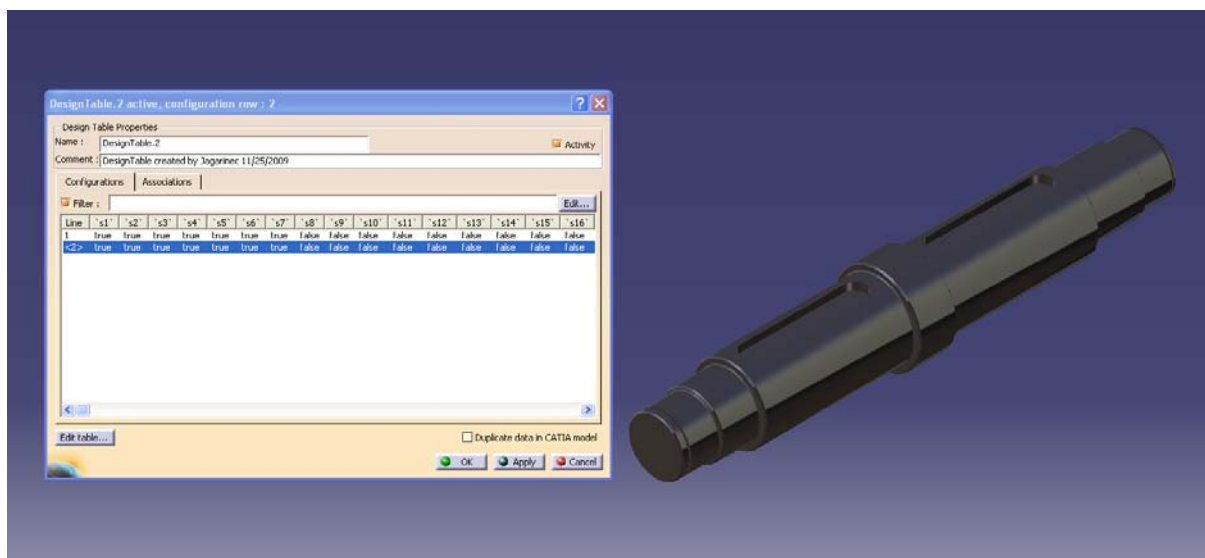 DesignTable.2 active, configuration row : 2
Design Table Properties
Name : DesignTable.2 Activity
Comment : DesignTable created by Jagarinec 11/25/2009
Configurations Associations
Filter : Edit...
Line `s1` `s2` `s3` `s4` `s5` `s6` `s7` `s8` `s9` `s10` `s11` `s12` `s13` `s14` `s15` `s16`
1 true true true true true true true false false false false false false false false false
<2> true true true true true true true false false false false false false false false false
Edit table... Duplicate data in CATIA model
OK Apply Cancel